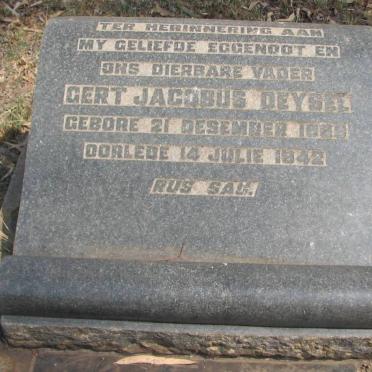 TER HERINNERING AAN
MY GELIEFDE EGGENOOT EN
ONS DIERBARE VADER
GERT JACOBUS DEYSEL
GEBORE 21 DESEMBER
OORLEDE 14 JULIE 1942
RUS SAG.